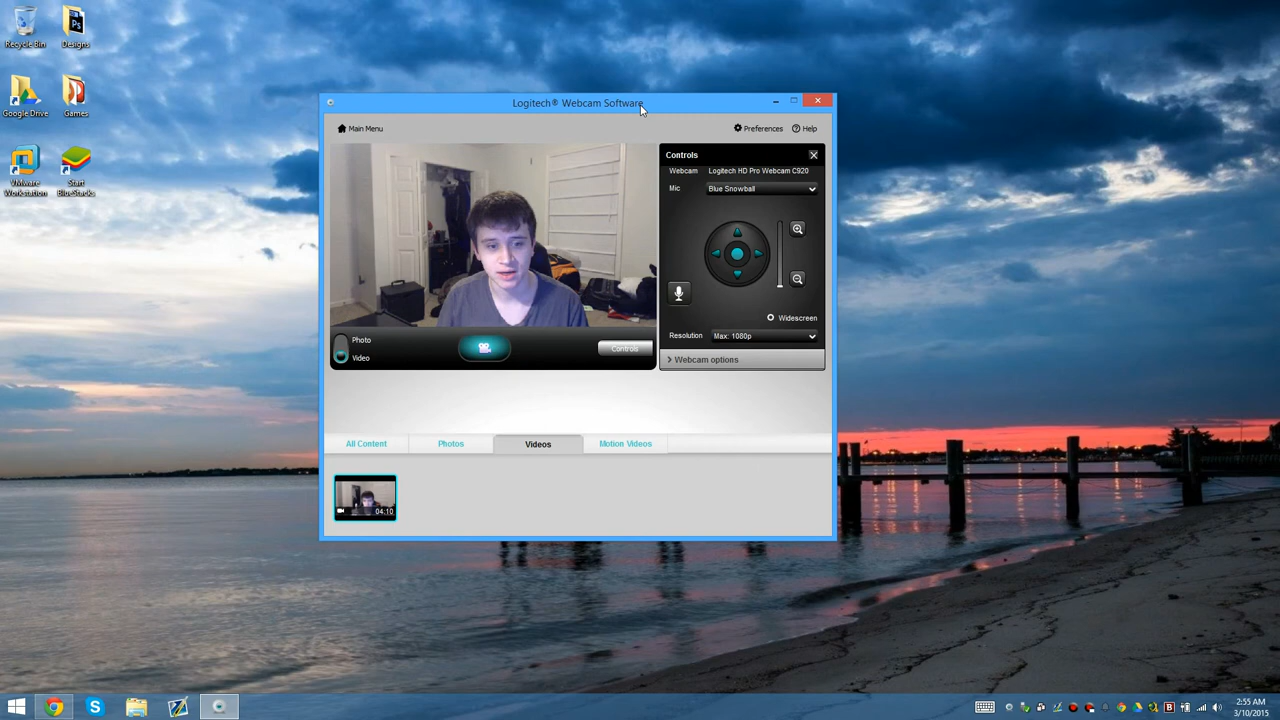 Recycle Bin
Designs
Google Drive
Games
VMware
Workstation
Start
BlueStacks
Logitech® Webcam Software
Main Menu
Preferences
Help
Controls
Webcam
Logitech HD Pro Webcam C920
Mic
Blue Snowball
Widescreen
Resolution
Max: 1080p
Webcam options
Photo
Video
Controls
All Content
Photos
Videos
Motion Videos
04:10
2:55 AM
3/10/2015